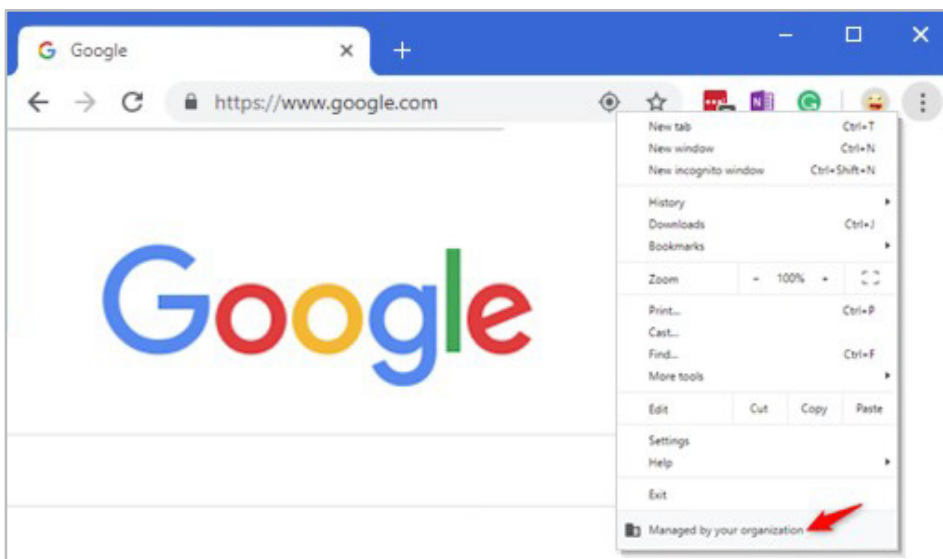 Google
https://www.google.com
New tab Ctrl+T
New window Ctrl+N
New incognito window Ctrl+Shift+N
History
Downloads Ctrl+J
Bookmarks
Zoom - 100% +
Print... Ctrl+P
Cast...
Find... Ctrl+F
More tools
Edit Cut Copy Paste
Settings
Help
Exit
Managed by your organization
Google